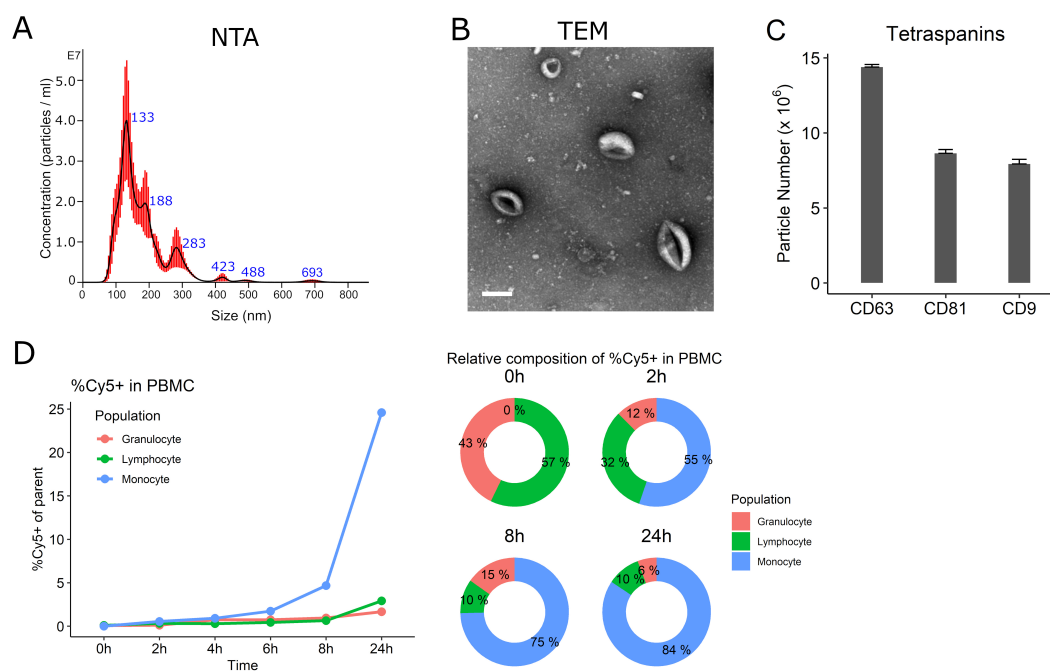 A
NTA
E7
Concentration (particles / ml)
5.0
4.0
3.0
2.0
1.0
0
133
188
283
423
488
693
0 100 200 300 400 500 600 700 800
Size (nm)
B
TEM
C
Tetraspanins
Particle Number (x 10⁶)
15
10
5
0
CD63 CD81 CD9
D
%Cy5+ in PBMC
%Cy5+ of parent
25
20
15
10
5
0
Population
Granulocyte
Lymphocyte
Monocyte
0h 2h 4h 6h 8h 24h
Time
Relative composition of %Cy5+ in PBMC
0h
0 %
43 %
57 %
2h
12 %
32 %
55 %
8h
15 %
10 %
75 %
24h
6 %
10 %
84 %
Population
Granulocyte
Lymphocyte
Monocyte